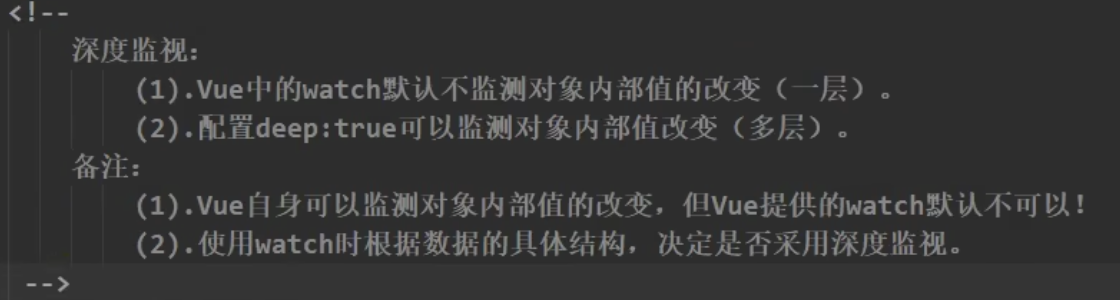 <!--
深度监视:
(1).Vue中的watch默认不监测对象内部值的改变（一层）。
(2).配置deep:true可以监测对象内部值改变（多层）。
备注:
(1).Vue自身可以监测对象内部值的改变，但Vue提供的watch默认不可以!
(2).使用watch时根据数据的具体结构，决定是否采用深度监视。
-->